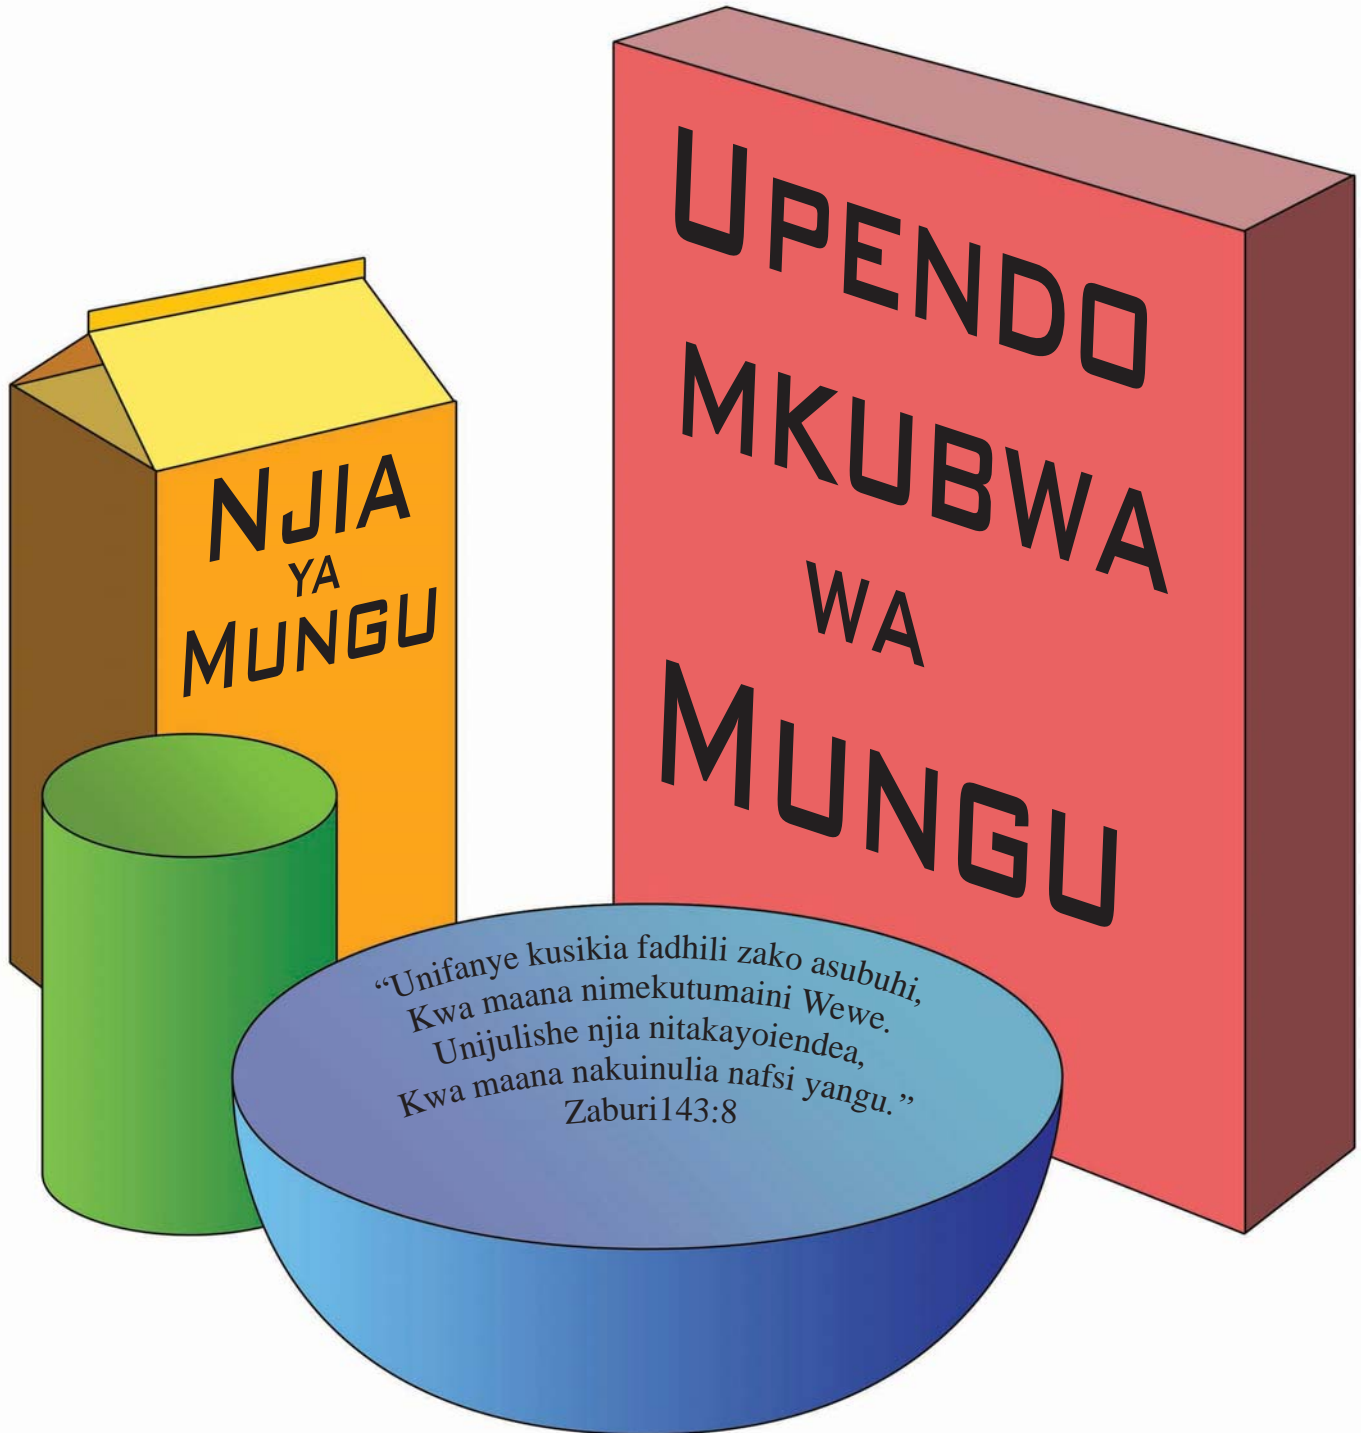 NJIA
YA
MUNGU
UPENDO
MKUBWA
WA
MUNGU
“Unifanye kusikia fadhili zako asubuhi,
Kwa maana nimekutumaini Wewe.
Unijulishe njia nitakayoiendea,
Kwa maana nakuinulia nafsi yangu.”
Zaburi143:8